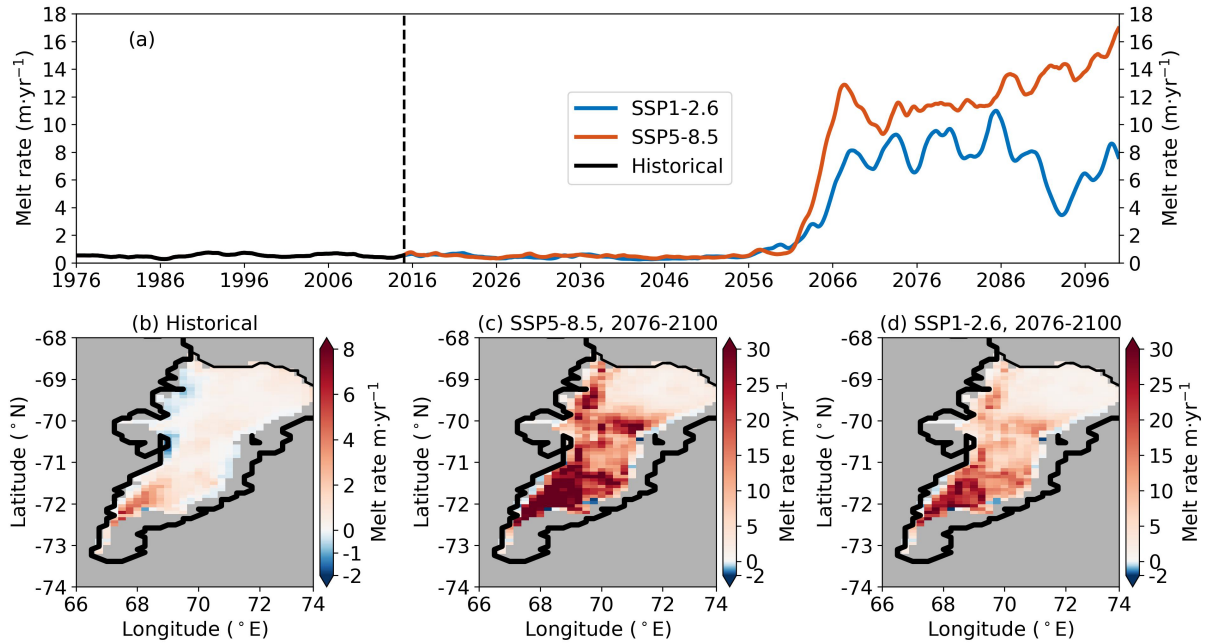 (a)
18
16
14
12
10
8
6
4
2
0
Melt rate (m·yr⁻¹)
SSP1-2.6
SSP5-8.5
Historical
18
16
14
12
10
8
6
4
2
0
Melt rate (m·yr⁻¹)
1976 1986 1996 2006 2016 2026 2036 2046 2056 2066 2076 2086 2096
(b) Historical
-68
-69
-70
-71
-72
-73
-74
Latitude (°N)
66 68 70 72 74
Longitude (°E)
8
6
4
2
0
-1
-2
Melt rate m·yr⁻¹
(c) SSP5-8.5, 2076-2100
-68
-69
-70
-71
-72
-73
-74
Latitude (°N)
66 68 70 72 74
Longitude (°E)
30
25
20
15
10
5
0
-2
Melt rate m·yr⁻¹
(d) SSP1-2.6, 2076-2100
-68
-69
-70
-71
-72
-73
-74
Latitude (°N)
66 68 70 72 74
Longitude (°E)
30
25
20
15
10
5
0
-2
Melt rate m·yr⁻¹